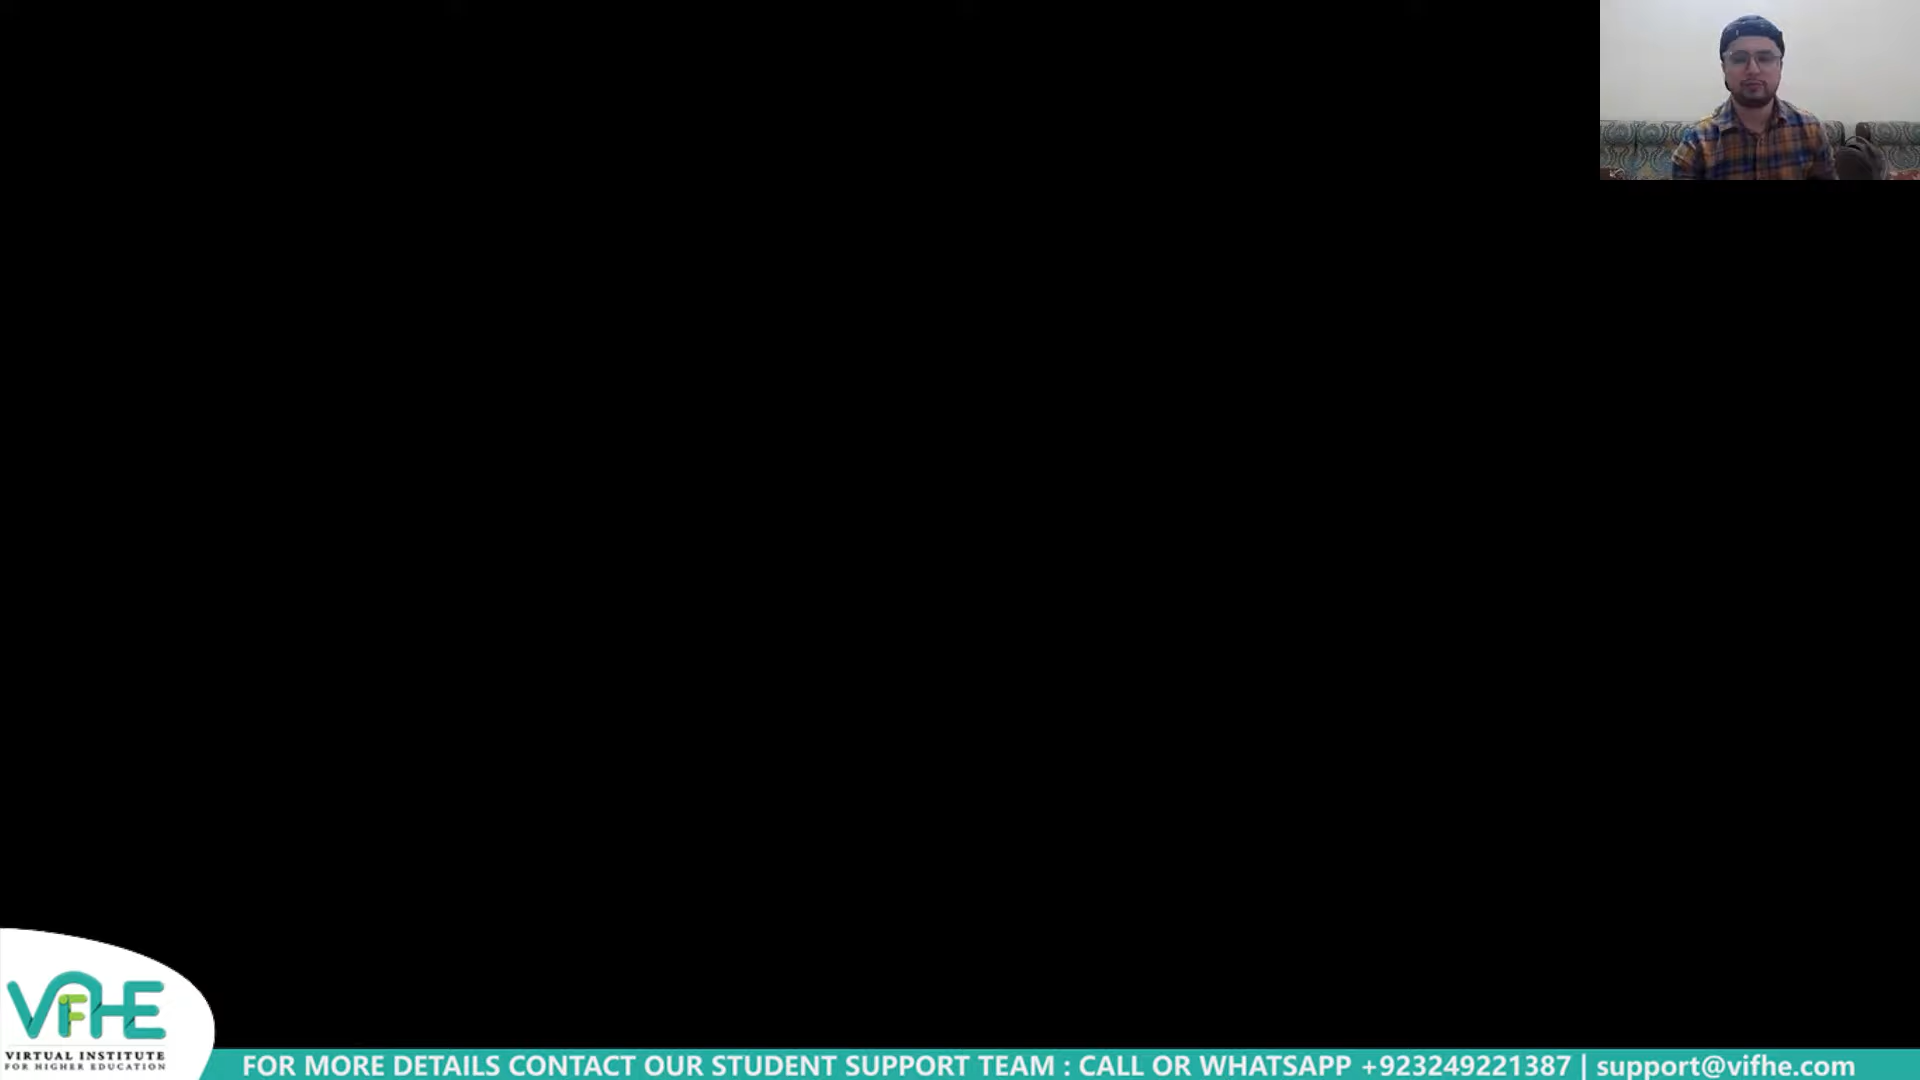 VIFHE
VIRTUAL INSTITUTE
FOR HIGHER EDUCATION
FOR MORE DETAILS CONTACT OUR STUDENT SUPPORT TEAM : CALL OR WHATSAPP +923249221387 | support@vifhe.com